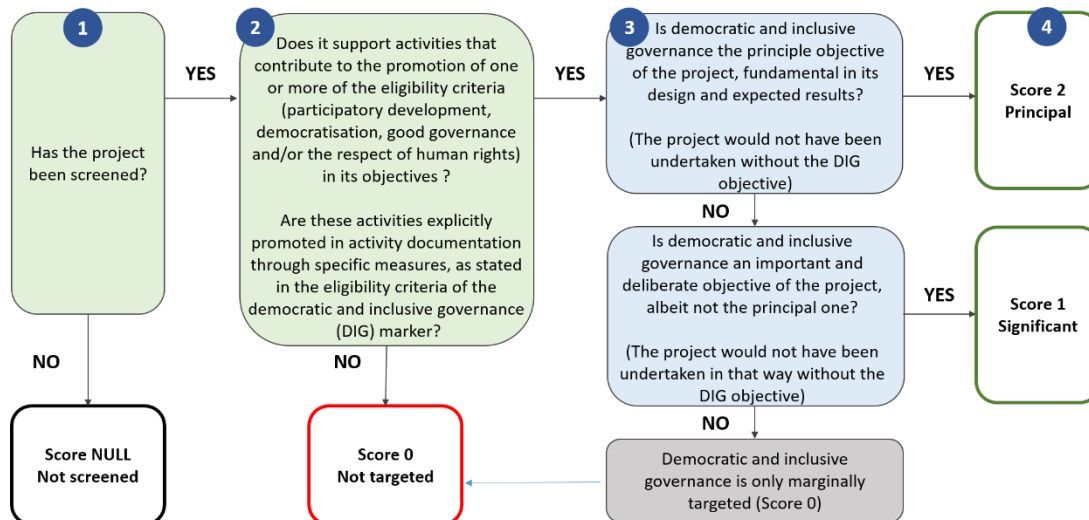 1
Has the project
been screened?
YES
NO
Score NULL
Not screened
2
Does it support activities that
contribute to the promotion of one
or more of the eligibility criteria
(participatory development,
democratisation, good governance
and/or the respect of human rights)
in its objectives ?
Are these activities explicitly
promoted in activity documentation
through specific measures, as stated
in the eligibility criteria of the
democratic and inclusive governance
(DIG) marker?
YES
NO
Score 0
Not targeted
3
Is democratic and inclusive
governance the principle objective
of the project, fundamental in its
design and expected results?
(The project would not have been
undertaken without the DIG
objective)
YES
NO
Is democratic and inclusive
governance an important and
deliberate objective of the project,
albeit not the principal one?
(The project would not have been
undertaken in that way without the
DIG objective)
YES
NO
Democratic and inclusive
governance is only marginally
targeted (Score 0)
4
Score 2
Principal
Score 1
Significant